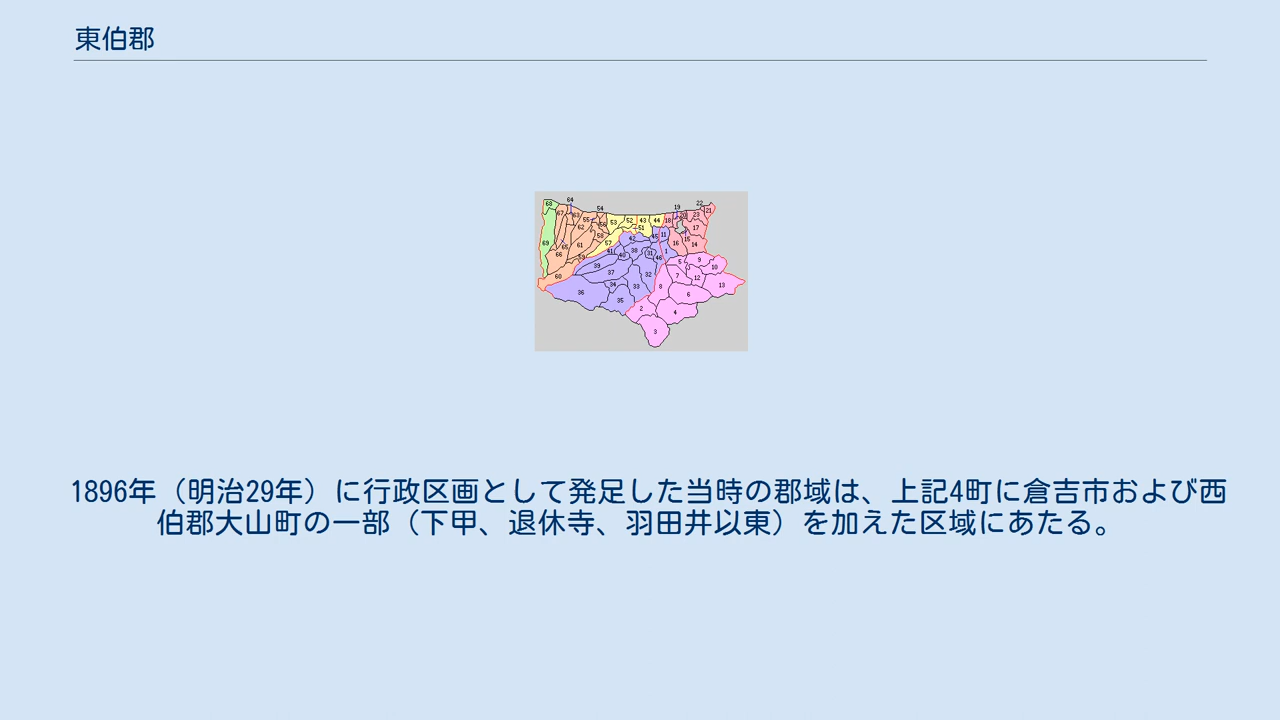 東伯郡
1896年（明治29年）に行政区画として発足した当時の郡域は、上記4町に倉吉市および西
伯郡大山町の一部（下甲、退休寺、羽田井以東）を加えた区域にあたる。